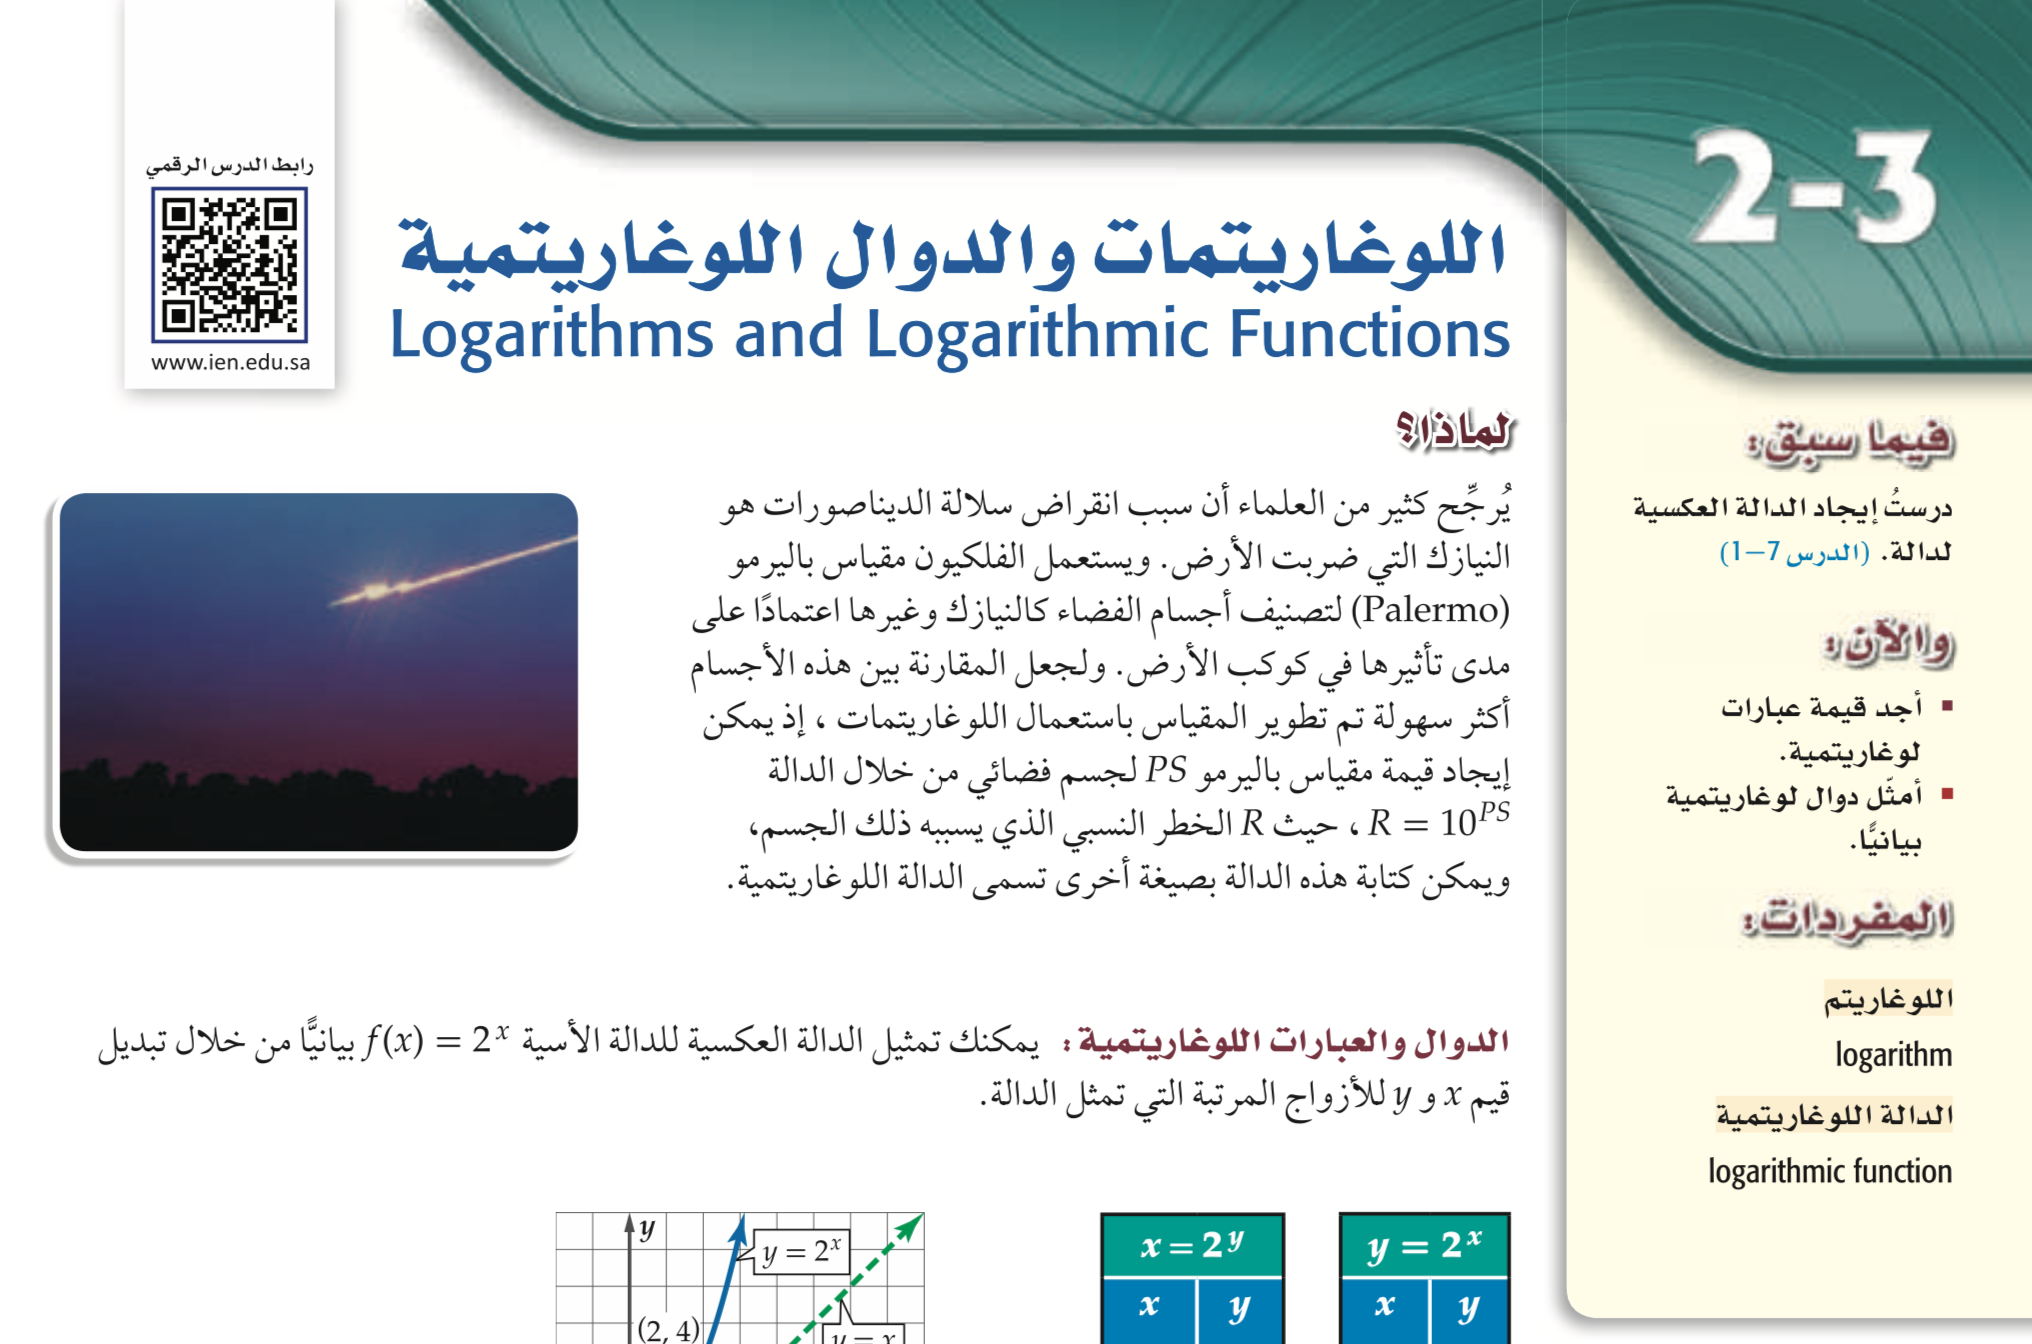 2-3
رابط الدرس الرقمي
www.ien.edu.sa
اللوغاريتمات والدوال اللوغاريتمية
Logarithms and Logarithmic Functions
فيما سبق:
درستُ إيجاد الدالة العكسية
لدالة. (الدرس 7–1)
والآن:
أجد قيمة عبارات
لوغاريتمية.
أمثّل دوال لوغاريتمية
بيانيًّا.
المفردات:
اللوغاريتم
logarithm
الدالة اللوغاريتمية
logarithmic function
لماذا؟
يُرجِّح كثير من العلماء أن سبب انقراض سلالة الديناصورات هو
النيازك التي ضربت الأرض. ويستعمل الفلكيون مقياس باليرمو
(Palermo) لتصنيف أجسام الفضاء كالنيازك وغيرها اعتمادًا على
مدى تأثيرها في كوكب الأرض. ولجعل المقارنة بين هذه الأجسام
أكثر سهولة تم تطوير المقياس باستعمال اللوغاريتمات ، إذ يمكن
إيجاد قيمة مقياس باليرمو PS لجسم فضائي من خلال الدالة
R = 10^PS ، حيث R الخطر النسبي الذي يسببه ذلك الجسم،
ويمكن كتابة هذه الدالة بصيغة أخرى تسمى الدالة اللوغاريتمية.
الدوال والعبارات اللوغاريتمية : يمكنك تمثيل الدالة العكسية للدالة الأسية f(x) = 2^x بيانيًّا من خلال تبديل
قيم x و y للأزواج المرتبة التي تمثل الدالة.
y = 2^x
x y
x = 2^y
x y
y
y = 2^x
(2, 4)
y = x